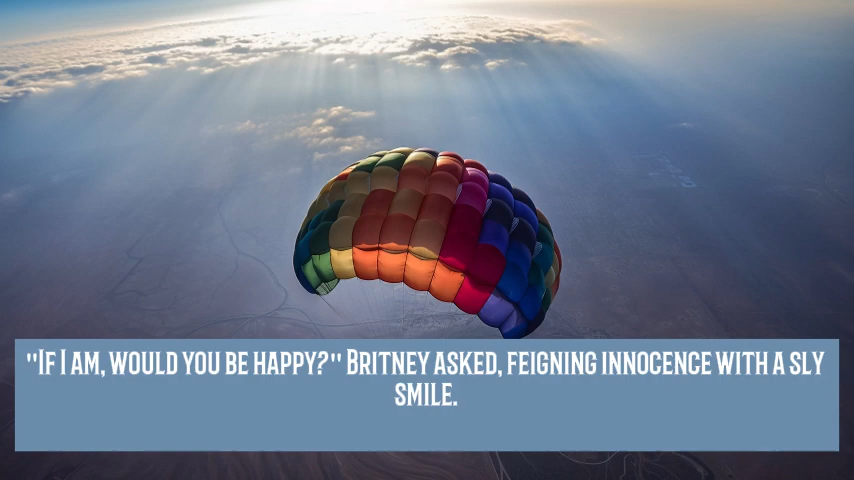 "If I am, would you be happy?" Britney asked, feigning innocence with a sly
smile.